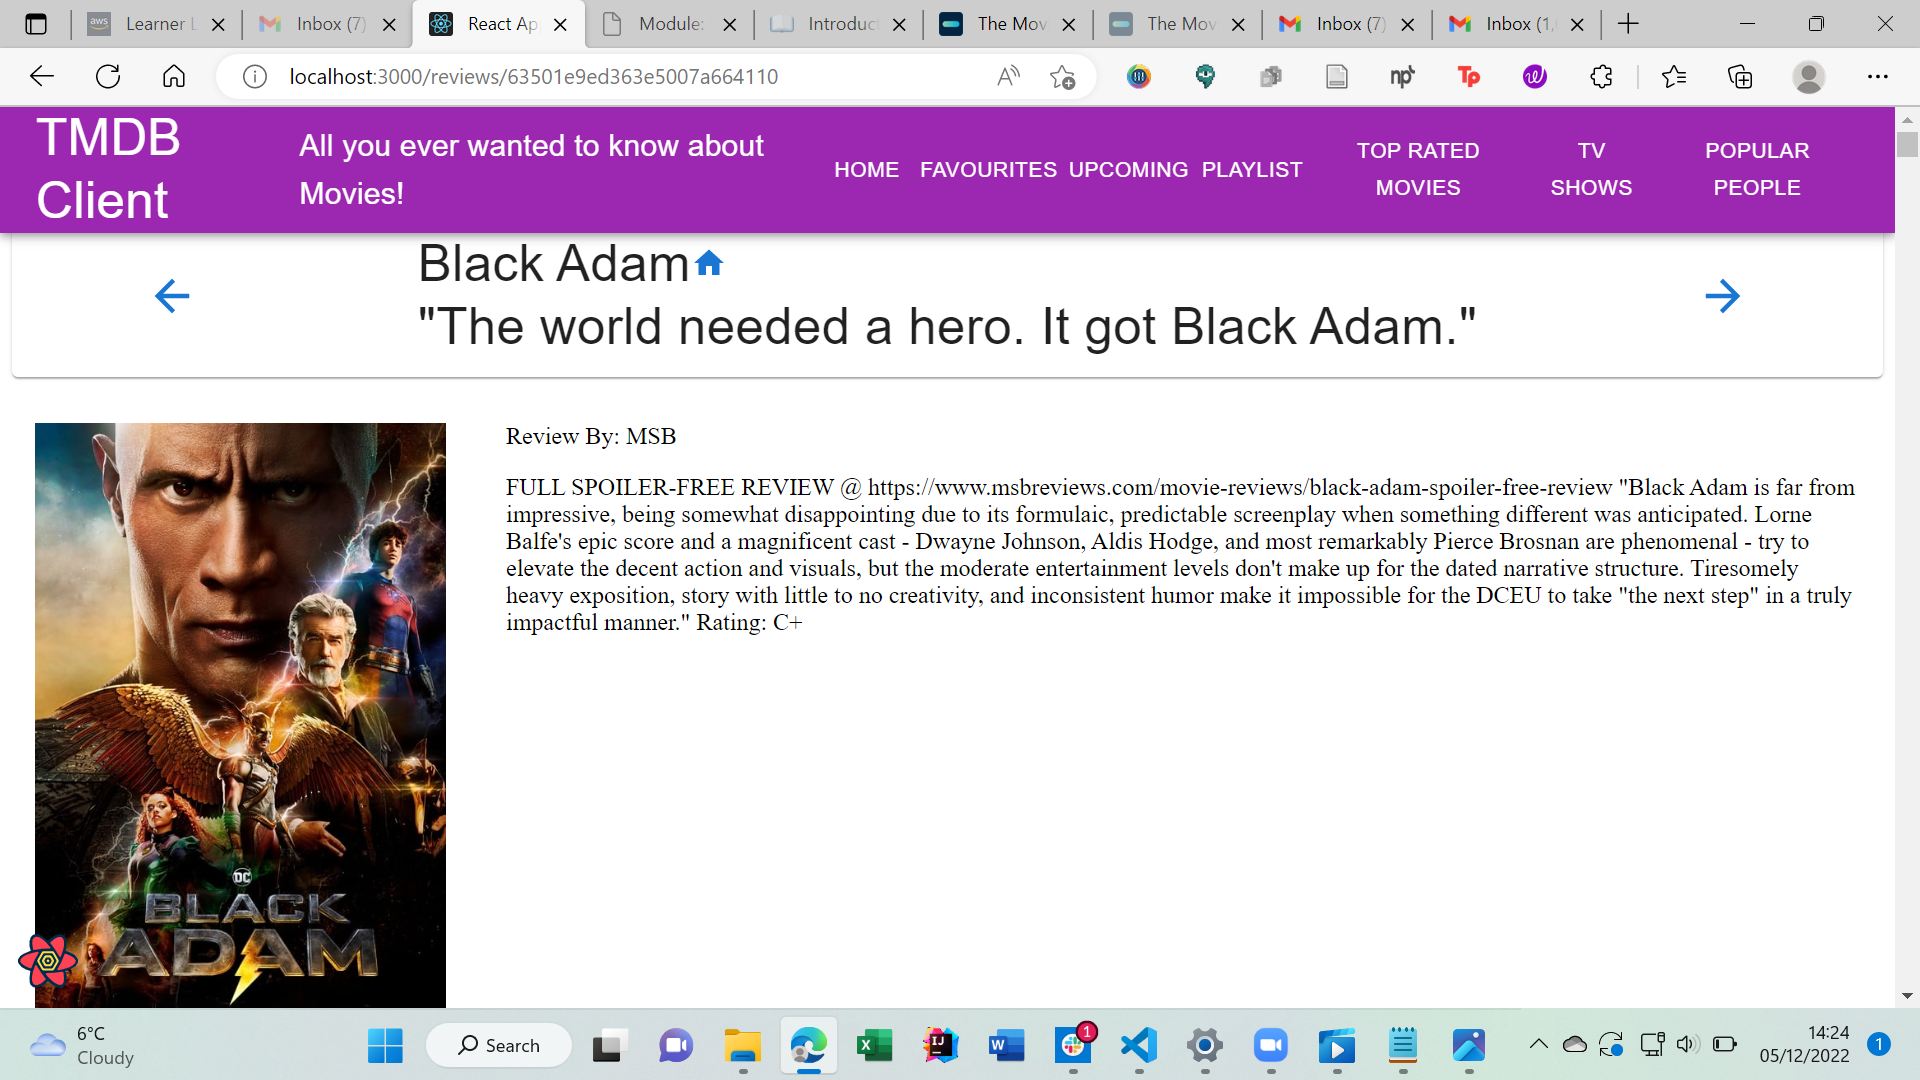 aws Learner L
Inbox (7)
React Ap
Module:
Introduc
The Mov
The Mov
Inbox (7)
Inbox (1,
localhost:3000/reviews/63501e9ed363e5007a664110
TMDB
Client
All you ever wanted to know about
Movies!
HOME FAVOURITES UPCOMING PLAYLIST
TOP RATED
MOVIES
TV
SHOWS
POPULAR
PEOPLE
Black Adam
"The world needed a hero. It got Black Adam."
Review By: MSB
FULL SPOILER-FREE REVIEW @ https://www.msbreviews.com/movie-reviews/black-adam-spoiler-free-review "Black Adam is far from
impressive, being somewhat disappointing due to its formulaic, predictable screenplay when something different was anticipated. Lorne
Balfe's epic score and a magnificent cast - Dwayne Johnson, Aldis Hodge, and most remarkably Pierce Brosnan are phenomenal - try to
elevate the decent action and visuals, but the moderate entertainment levels don't make up for the dated narrative structure. Tiresomely
heavy exposition, story with little to no creativity, and inconsistent humor make it impossible for the DCEU to take "the next step" in a truly
impactful manner." Rating: C+
DC
BLACK
ADAM
6°C
Cloudy
Search
1
14:24
05/12/2022
1